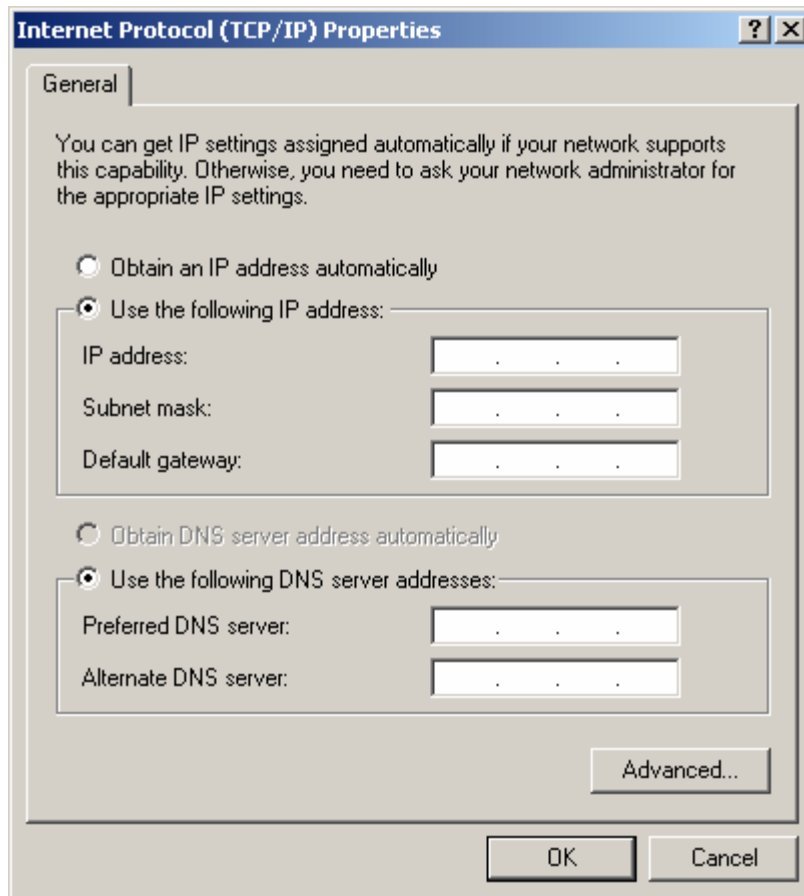 Internet Protocol (TCP/IP) Properties
General
You can get IP settings assigned automatically if your network supports
this capability. Otherwise, you need to ask your network administrator for
the appropriate IP settings.
Obtain an IP address automatically
Use the following IP address:
IP address: . . .
Subnet mask: . . .
Default gateway: . . .
Obtain DNS server address automatically
Use the following DNS server addresses:
Preferred DNS server: . . .
Alternate DNS server: . . .
Advanced...
OK Cancel